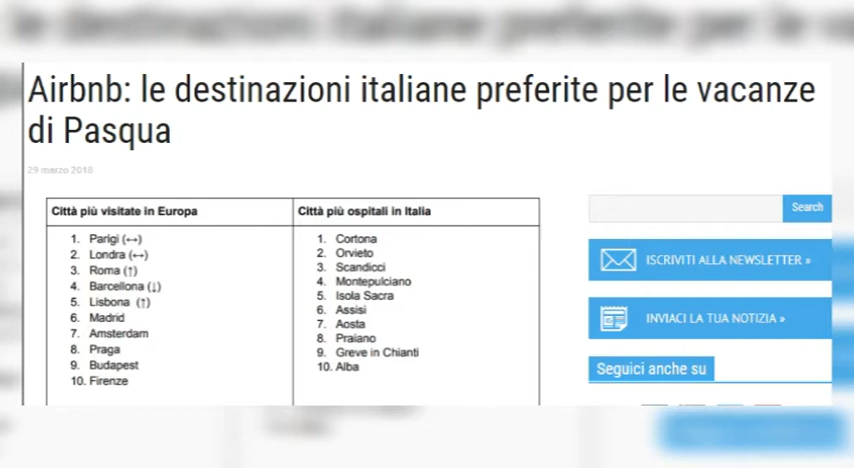 Airbnb: le destinazioni italiane preferite per le vacanze
di Pasqua
29 marzo 2018
Città più visitate in Europa
1. Parigi (↔)
2. Londra (↔)
3. Roma (↑)
4. Barcellona (↓)
5. Lisbona (↑)
6. Madrid
7. Amsterdam
8. Praga
9. Budapest
10. Firenze
Città più ospitali in Italia
1. Cortona
2. Orvieto
3. Scandicci
4. Montepulciano
5. Isola Sacra
6. Assisi
7. Aosta
8. Praiano
9. Greve in Chianti
10. Alba
Search
ISCRIVITI ALLA NEWSLETTER »
INVIACI LA TUA NOTIZIA »
Seguici anche su